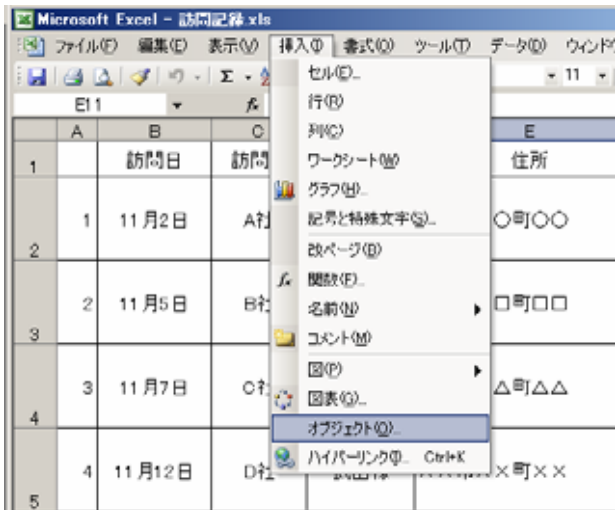 Microsoft Excel - 訪問記録.xls
ファイル(F) 編集(E) 表示(V) 挿入(I) 書式(O) ツール(T) データ(D) ウィンド
Σ 11
E11 fx
A B C E
1 訪問日 訪問 住所
2 1 11月2日 A社 ○町○○
3 2 11月5日 B社 □町□□
4 3 11月7日 C社 △町△△
5 4 11月12日 D社 ×町××
セル(E)...
行(R)
列(C)
ワークシート(W)
グラフ(H)...
記号と特殊文字(S)...
改ページ(B)
fx 関数(F)...
名前(N)
コメント(M)
図(P)
図表(G)...
オブジェクト(O)...
ハイパーリンク(I)... Ctrl+K